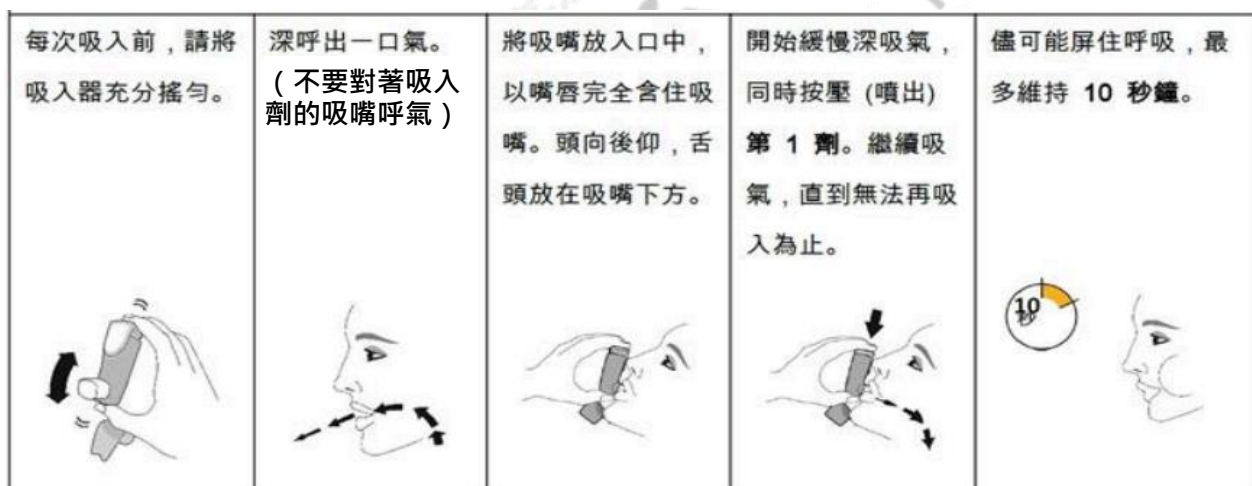 每次吸入前，請將
吸入器充分搖勻。
深呼出一口氣。
（不要對著吸入
劑的吸嘴呼氣）
將吸嘴放入口中，
以嘴唇完全含住吸
嘴。頭向後仰，舌
頭放在吸嘴下方。
開始緩慢深吸氣，
同時按壓 (噴出)
第 1 劑。繼續吸
氣，直到無法再吸
入為止。
儘可能屏住呼吸，最
多維持 10 秒鐘。
10
秒